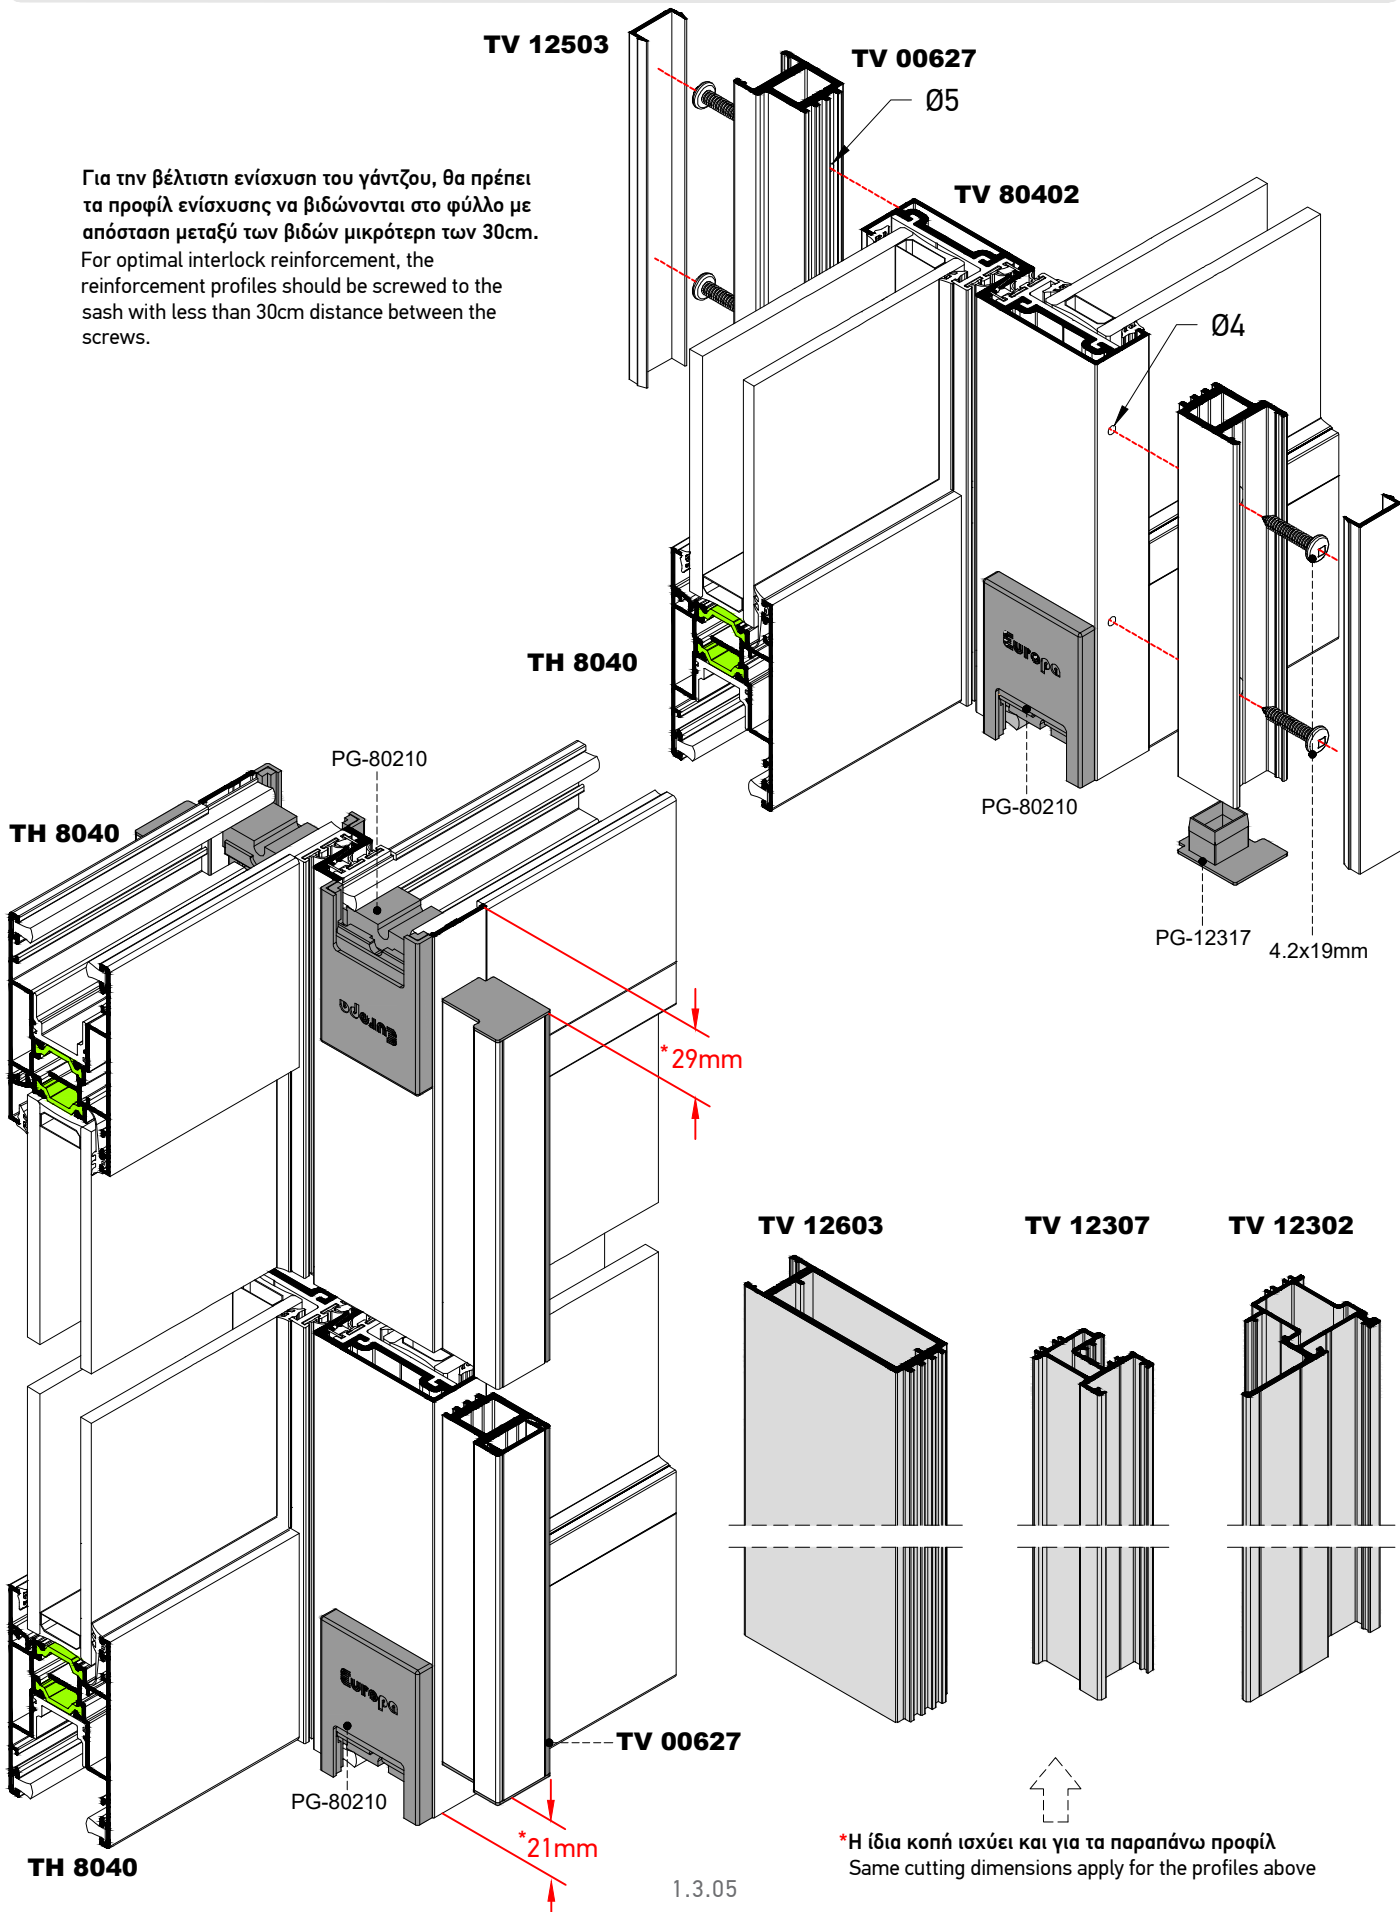 TV 12503
TV 00627
Ø5
Για την βέλτιστη ενίσχυση του γάντζου, θα πρέπει
τα προφίλ ενίσχυσης να βιδώνονται στο φύλλο με
απόσταση μεταξύ των βιδών μικρότερη των 30cm.
For optimal interlock reinforcement, the
reinforcement profiles should be screwed to the
sash with less than 30cm distance between the
screws.
TV 80402
Ø4
TH 8040
Europa
PG-80210
PG-12317
4.2x19mm
PG-80210
TH 8040
Europa
*29mm
TV 12603
TV 12307
TV 12302
Europa
TV 00627
PG-80210
*21mm
TH 8040
*Η ίδια κοπή ισχύει και για τα παραπάνω προφίλ
Same cutting dimensions apply for the profiles above
1.3.05